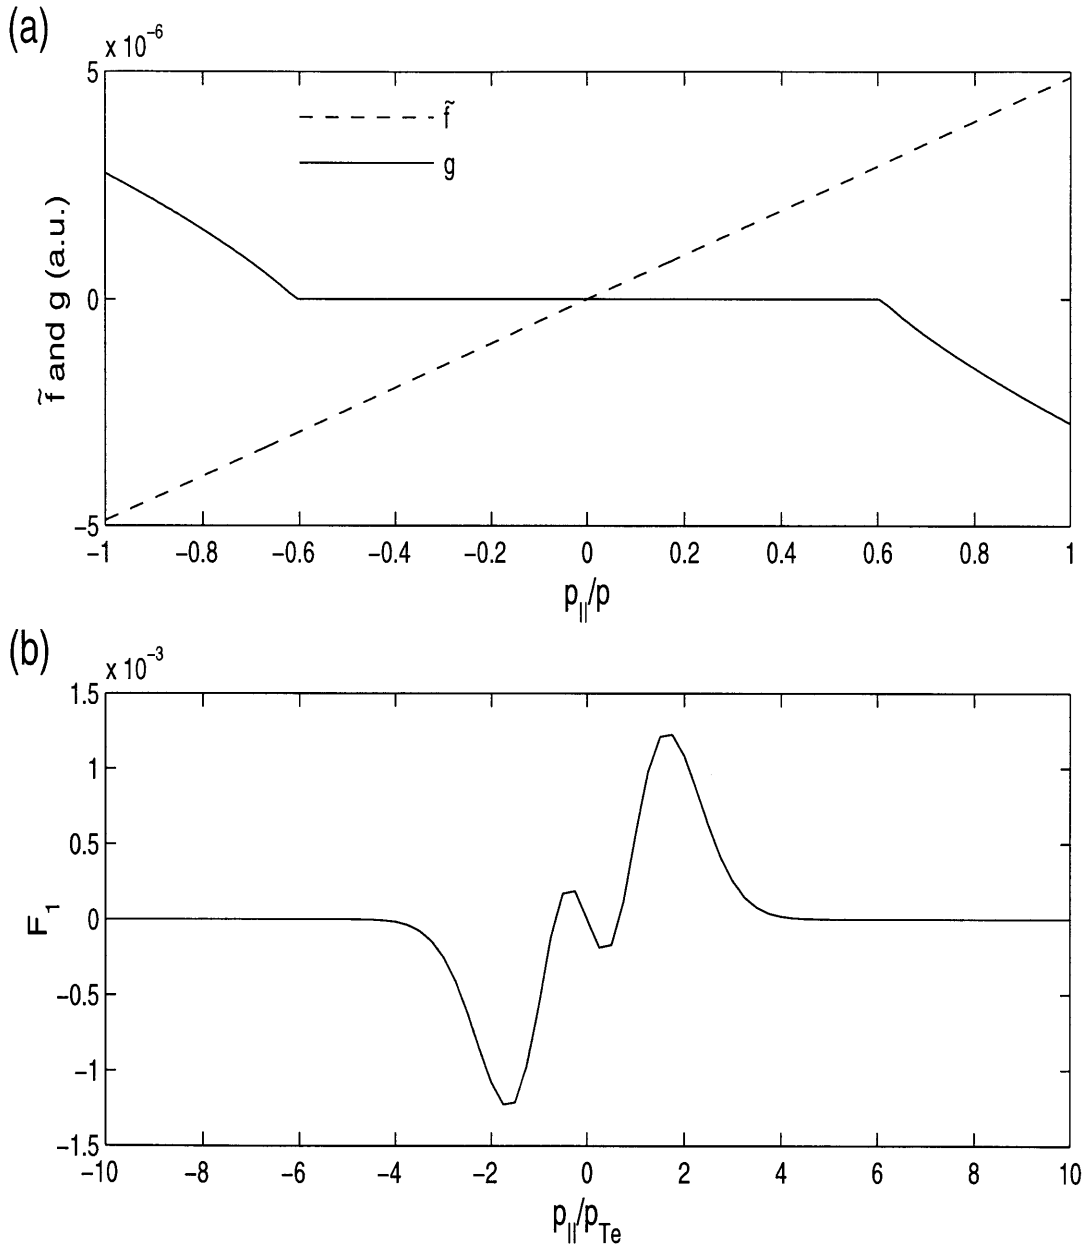 (a)
x 10⁻⁶
5
0
−5
f̃ and g (a.u.)
f̃
g
−1 −0.8 −0.6 −0.4 −0.2 0 0.2 0.4 0.6 0.8 1
p||/p
(b)
x 10⁻³
1.5
1
0.5
0
−0.5
−1
−1.5
F₁
−10 −8 −6 −4 −2 0 2 4 6 8 10
p||/pTe